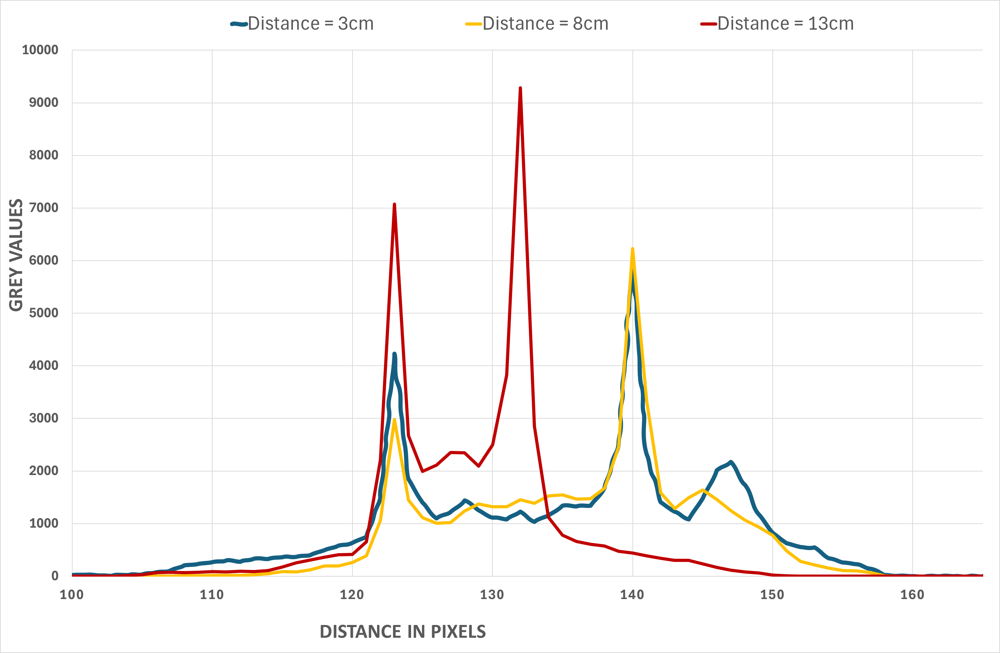 Distance = 3cm Distance = 8cm Distance = 13cm
10000
9000
8000
7000
6000
5000
4000
3000
2000
1000
0
GREY VALUES
100 110 120 130 140 150 160
DISTANCE IN PIXELS